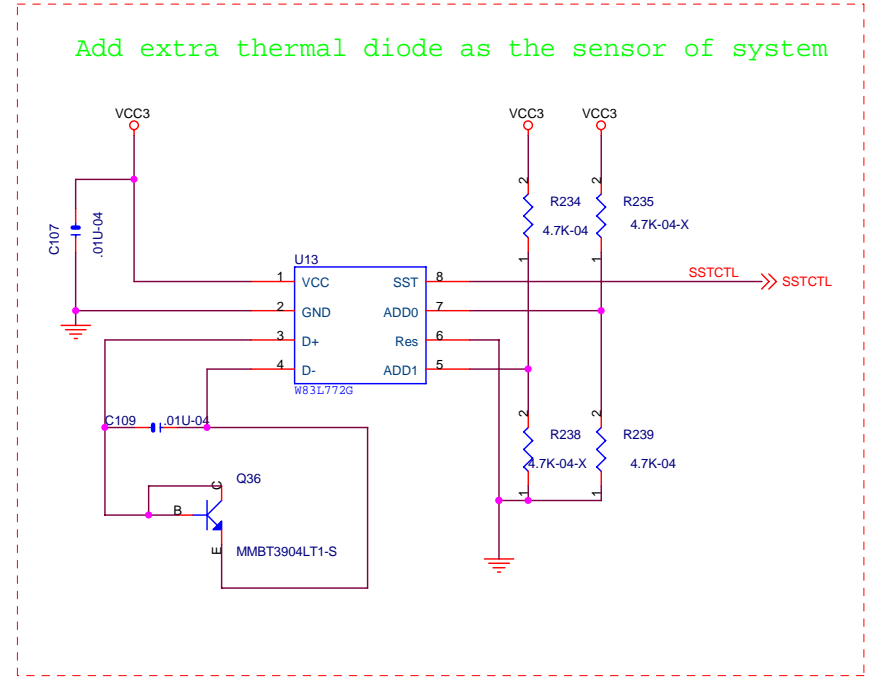 Add extra thermal diode as the sensor of system
VCC3
VCC3
VCC3
C107
.01U-04
2
R234
4.7K-04
1
2
R235
4.7K-04-X
1
U13
1
VCC
SST
8
SSTCTL
SSTCTL
2
GND
ADD0
7
3
D+
Res
6
4
D-
ADD1
5
W83L772G
C109
.01U-04
2
R238
4.7K-04-X
1
2
R239
4.7K-04
1
Q36
C
B
E
MMBT3904LT1-S